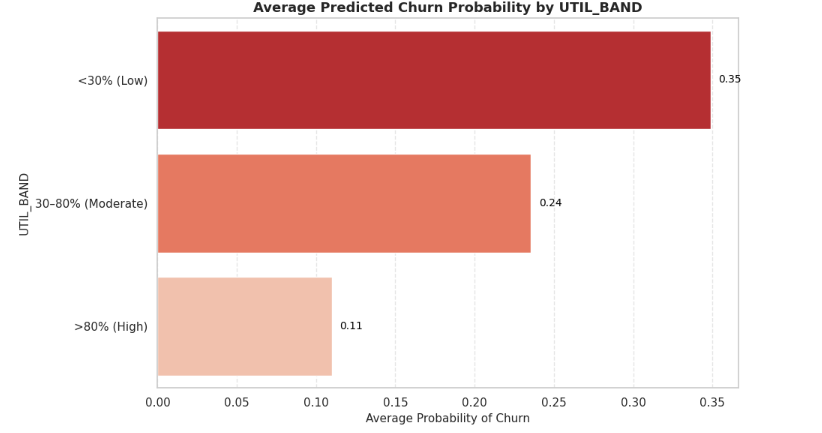 Average Predicted Churn Probability by UTIL_BAND
<30% (Low)
0.35
UTIL_BAND
30–80% (Moderate)
0.24
>80% (High)
0.11
0.00 0.05 0.10 0.15 0.20 0.25 0.30 0.35
Average Probability of Churn